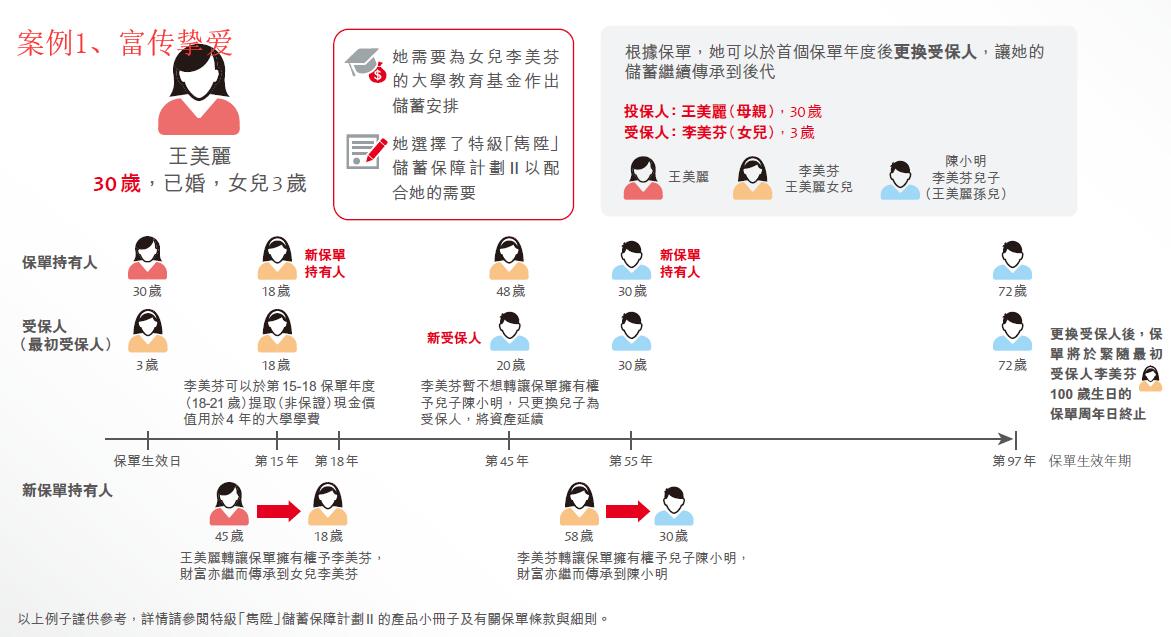 案例1、富传挚爱
王美麗
30歲，已婚，女兒3歲
她需要為女兒李美芬
的大學教育基金作出
儲蓄安排
她選擇了特級「雋陞」
儲蓄保障計劃II以配
合她的需要
根據保單，她可以於首個保單年度後更換受保人，讓她的
儲蓄繼續傳承到後代
投保人：王美麗（母親），30歲
受保人：李美芬（女兒），3歲
王美麗
李美芬
王美麗女兒
陳小明
李美芬兒子
（王美麗孫兒）
保單持有人
30歲
18歲
新保單
持有人
48歲
30歲
新保單
持有人
72歲
受保人
（最初受保人）
3歲
18歲
新受保人
20歲
30歲
72歲
李美芬可以於第15-18保單年度
（18-21歲）提取（非保證）現金價
值用於4年的大學學費
李美芬暫不想轉讓保單擁有權
予兒子陳小明，只更換兒子為
受保人，將資產延續
更換受保人後，保
單將於緊隨最初
受保人李美芬
100歲生日的
保單周年日終止
保單生效日
第15年
第18年
第45年
第55年
第97年
保單生效年期
新保單持有人
45歲
18歲
王美麗轉讓保單擁有權予李美芬，
財富亦繼而傳承到女兒李美芬
58歲
30歲
李美芬轉讓保單擁有權予兒子陳小明，
財富亦繼而傳承到陳小明
以上例子謹供參考，詳情請參閱特級「雋陞」儲蓄保障計劃II的產品小冊子及有關保單條款與細則。